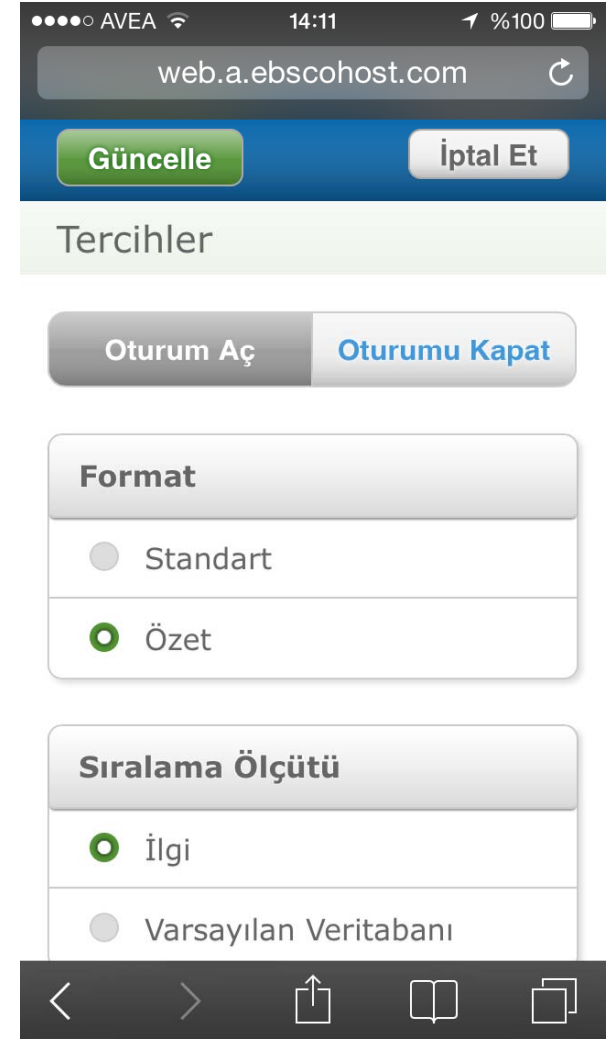 AVEA 14:11 %100
web.a.ebscohost.com
Güncelle İptal Et
Tercihler
Oturum Aç Oturumu Kapat
Format
Standart
Özet
Sıralama Ölçütü
İlgi
Varsayılan Veritabanı